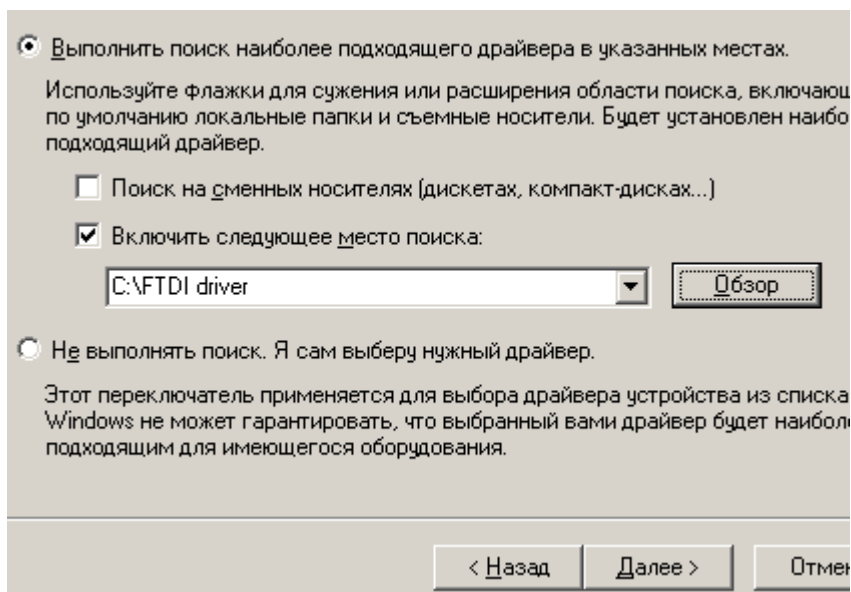 Выполнить поиск наиболее подходящего драйвера в указанных местах.
Используйте флажки для сужения или расширения области поиска, включающ
по умолчанию локальные папки и съемные носители. Будет установлен наибо
подходящий драйвер.
Поиск на сменных носителях (дискетах, компакт-дисках...)
Включить следующее место поиска:
C:\FTDI driver
Обзор
Не выполнять поиск. Я сам выберу нужный драйвер.
Этот переключатель применяется для выбора драйвера устройства из списка
Windows не может гарантировать, что выбранный вами драйвер будет наибол
подходящим для имеющегося оборудования.
< Назад Далее > Отмен